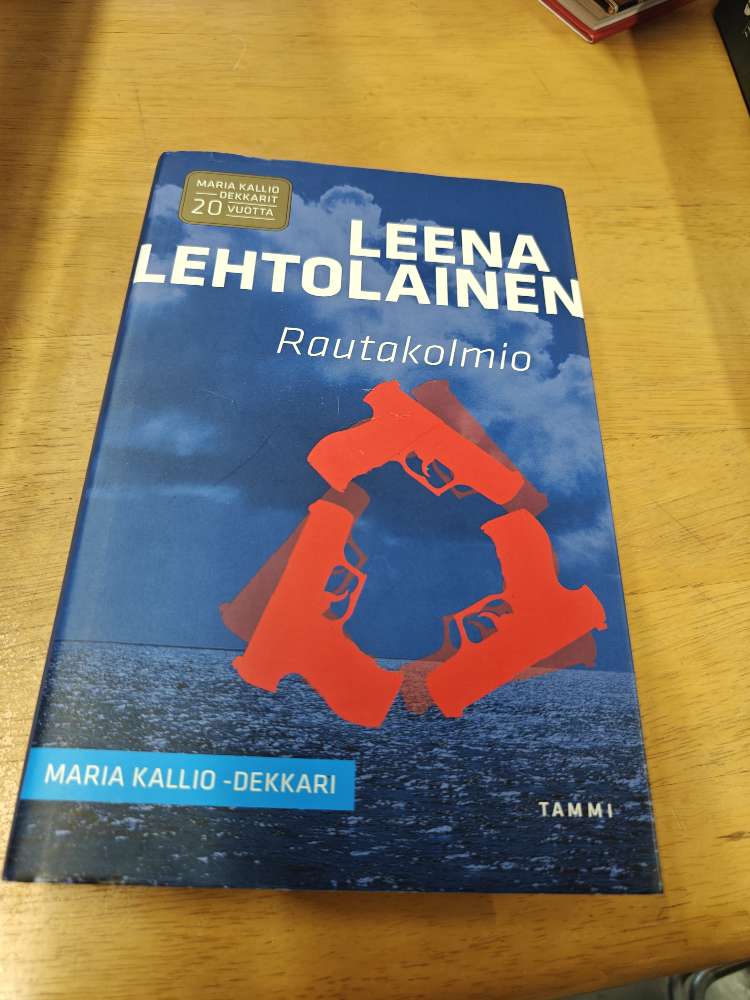 MARIA KALLIO
DEKKARIT
20 VUOTTA
LEENA
LEHTOLAINEN
Rautakolmio
MARIA KALLIO -DEKKARI
TAMMI